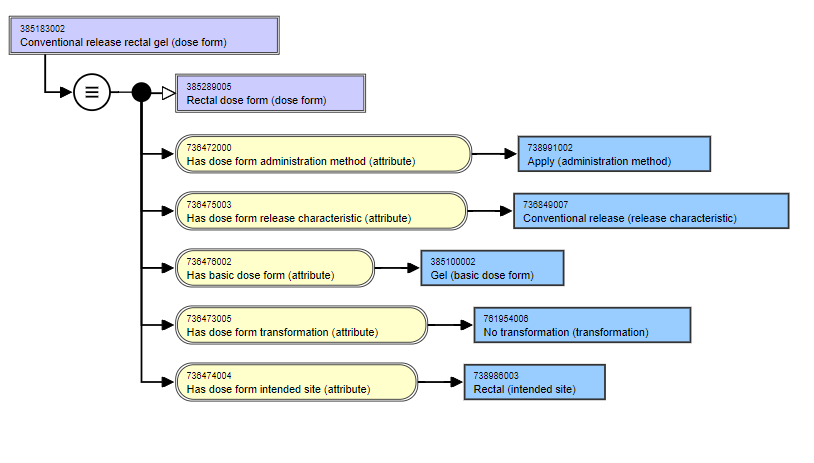 385183002
Conventional release rectal gel (dose form)
385289005
Rectal dose form (dose form)
736472000
Has dose form administration method (attribute)
738991002
Apply (administration method)
736475003
Has dose form release characteristic (attribute)
736849007
Conventional release (release characteristic)
736476002
Has basic dose form (attribute)
385100002
Gel (basic dose form)
736473005
Has dose form transformation (attribute)
761954006
No transformation (transformation)
736474004
Has dose form intended site (attribute)
738986003
Rectal (intended site)